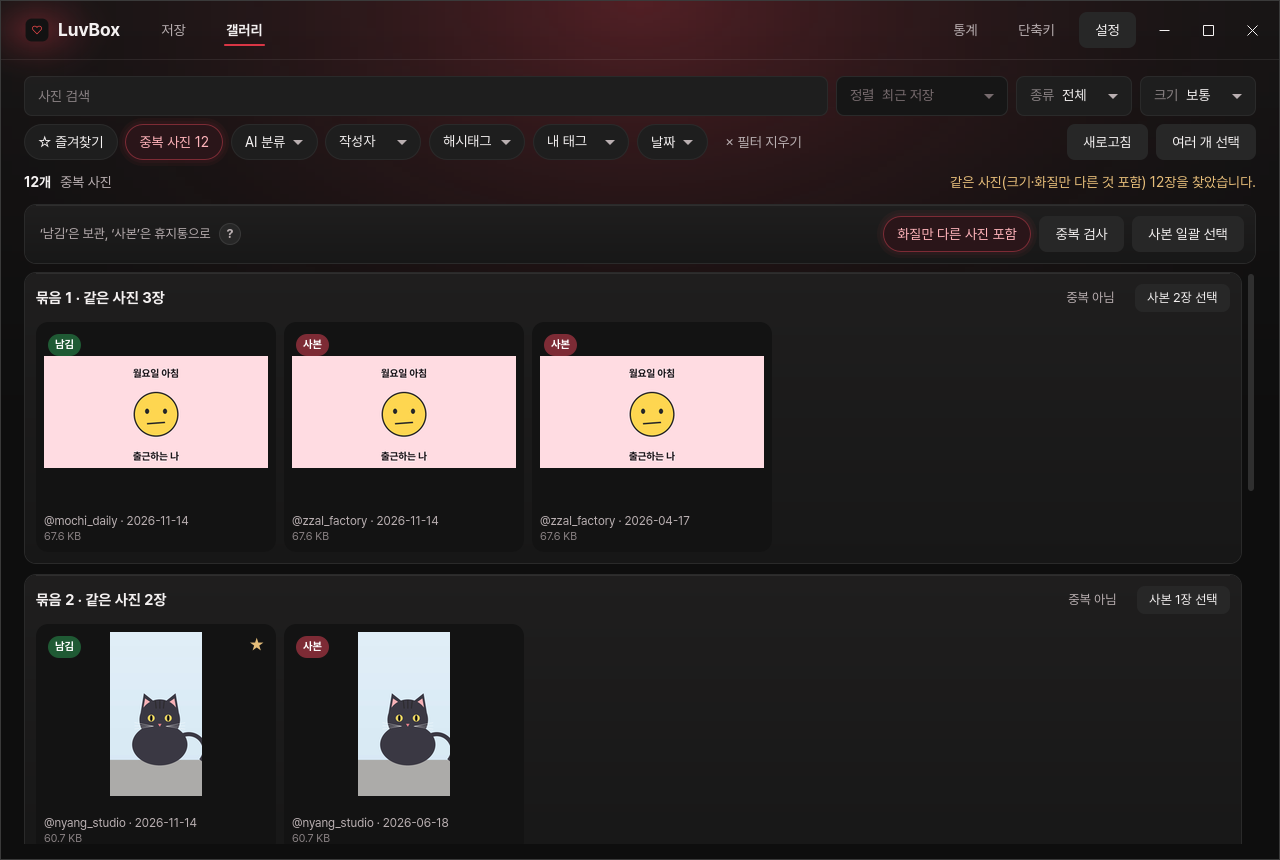 LuvBox 저장 갤러리 통계 단축키 설정
사진 검색 정렬 최근 저장 종류 전체 크기 보통
☆ 즐겨찾기 중복 사진 12 AI 분류 작성자 해시태그 내 태그 날짜 × 필터 지우기 새로고침 여러 개 선택
12개 중복 사진 같은 사진(크기·화질만 다른 것 포함) 12장을 찾았습니다.
‘남김’은 보관, ‘사본’은 휴지통으로 ? 화질만 다른 사진 포함 중복 검사 사본 일괄 선택
묶음 1 · 같은 사진 3장 중복 아님 사본 2장 선택
남김 사본 사본
월요일 아침 월요일 아침 월요일 아침
출근하는 나 출근하는 나 출근하는 나
@mochi_daily · 2026-11-14 @zzal_factory · 2026-11-14 @zzal_factory · 2026-04-17
67.6 KB 67.6 KB 67.6 KB
묶음 2 · 같은 사진 2장 중복 아님 사본 1장 선택
남김 사본
@nyang_studio · 2026-11-14 @nyang_studio · 2026-06-18
60.7 KB 60.7 KB